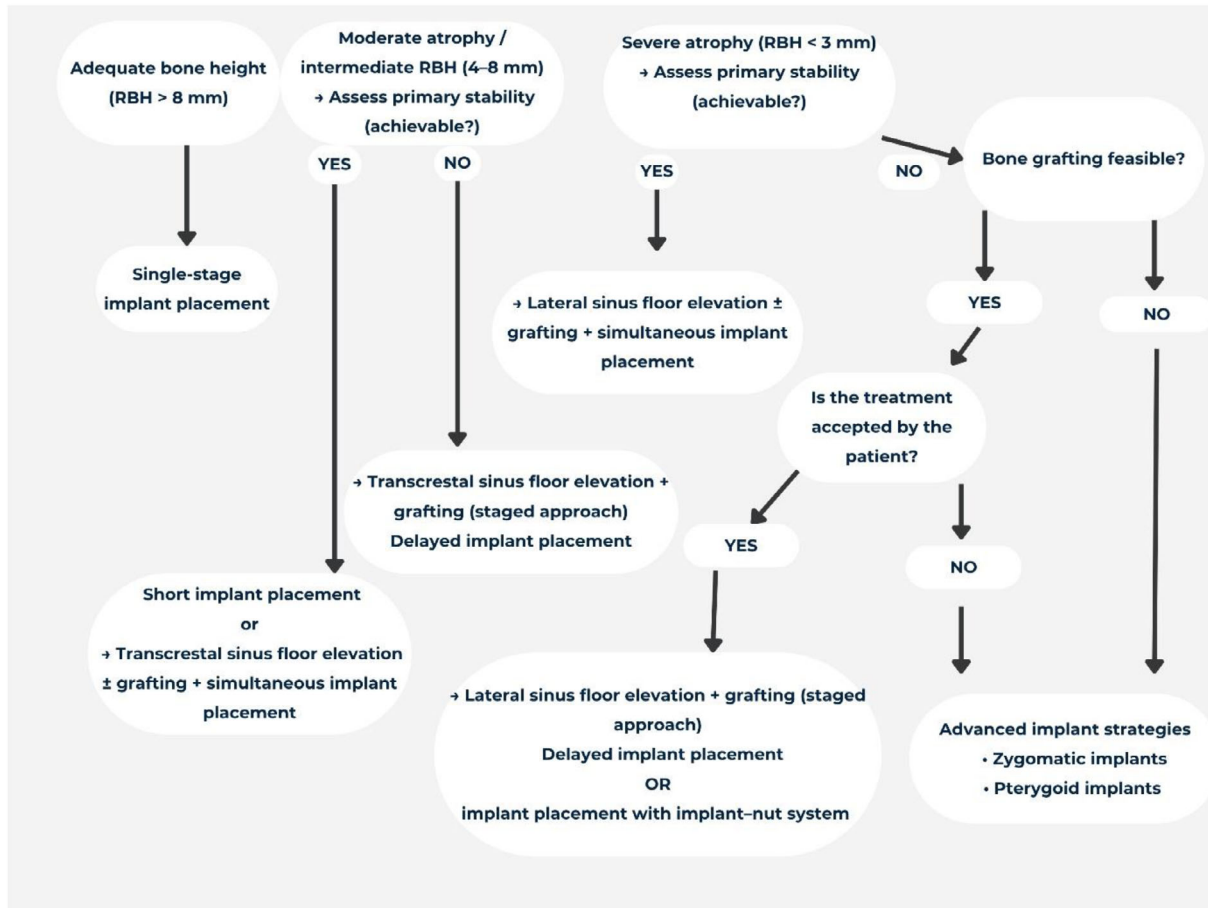 Adequate bone height
(RBH > 8 mm)
Single-stage
implant placement
Moderate atrophy /
intermediate RBH (4–8 mm)
→ Assess primary stability
(achievable?)
YES
NO
Short implant placement
or
→ Transcrestal sinus floor elevation
± grafting + simultaneous implant
placement
→ Transcrestal sinus floor elevation +
grafting (staged approach)
Delayed implant placement
Severe atrophy (RBH < 3 mm)
→ Assess primary stability
(achievable?)
YES
NO
→ Lateral sinus floor elevation ±
grafting + simultaneous implant
placement
Bone grafting feasible?
YES
NO
Is the treatment
accepted by the
patient?
YES
NO
→ Lateral sinus floor elevation + grafting (staged
approach)
Delayed implant placement
OR
implant placement with implant–nut system
Advanced implant strategies
• Zygomatic implants
• Pterygoid implants